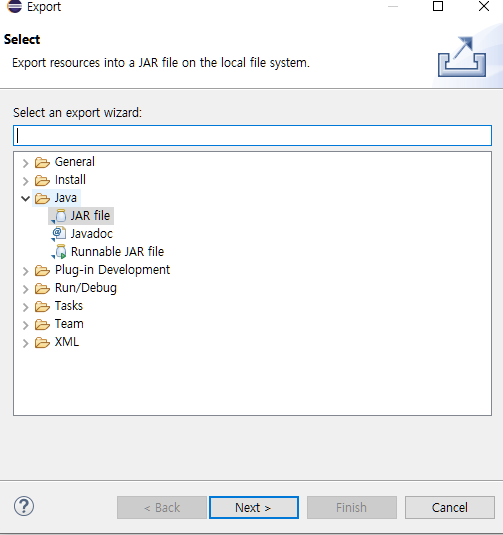 Export
Select
Export resources into a JAR file on the local file system.
Select an export wizard:
General
Install
Java
JAR file
Javadoc
Runnable JAR file
Plug-in Development
Run/Debug
Tasks
Team
XML
< Back
Next >
Finish
Cancel